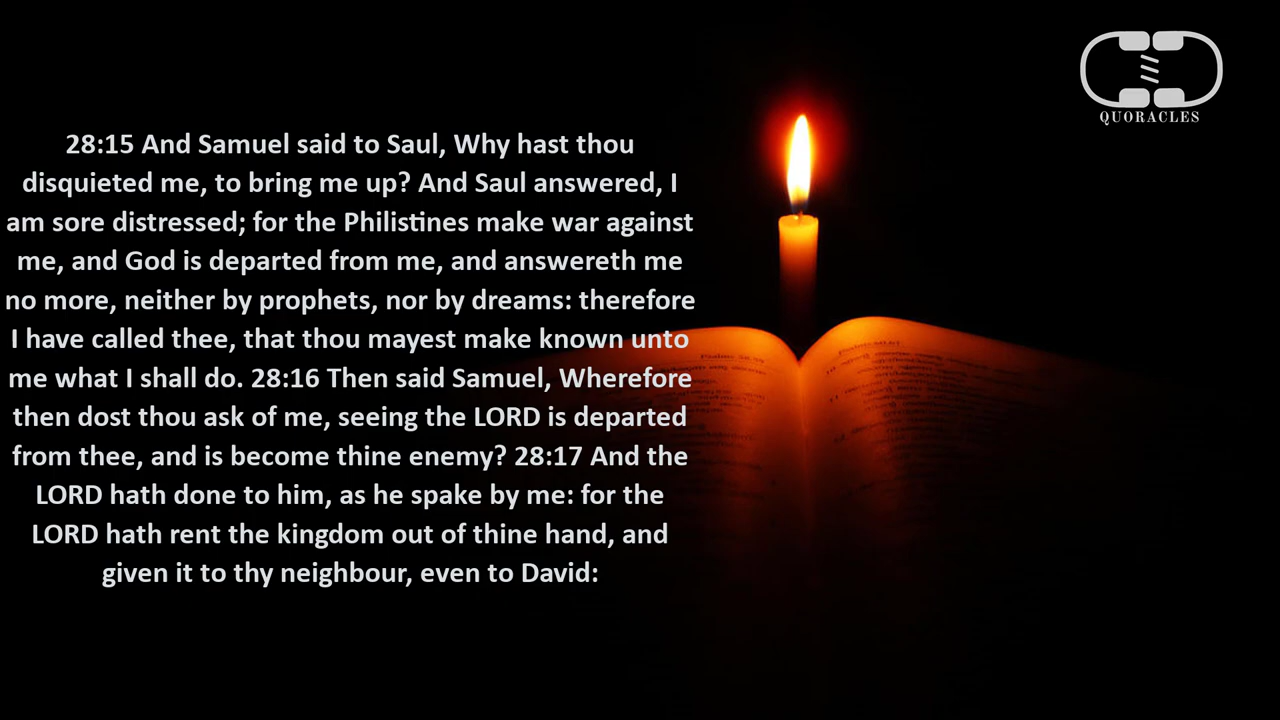 28:15 And Samuel said to Saul, Why hast thou
disquieted me, to bring me up? And Saul answered, I
am sore distressed; for the Philistines make war against
me, and God is departed from me, and answereth me
no more, neither by prophets, nor by dreams: therefore
I have called thee, that thou mayest make known unto
me what I shall do. 28:16 Then said Samuel, Wherefore
then dost thou ask of me, seeing the LORD is departed
from thee, and is become thine enemy? 28:17 And the
LORD hath done to him, as he spake by me: for the
LORD hath rent the kingdom out of thine hand, and
given it to thy neighbour, even to David:
QUORACLES